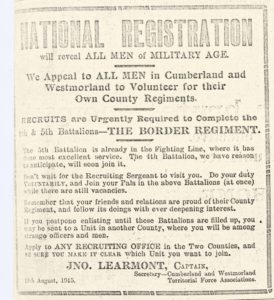 NATIONAL REGISTRATION
will reveal ALL MEN of MILITARY AGE.
We Appeal to ALL MEN in Cumberland and
Westmorland to Volunteer for their
Own County Regiments.
RECRUITS are Urgently Required to Complete the
& 5th Battalions—THE BORDER REGIMENT.
The 5th Battalion is already in the Fighting Line, where it has
done most excellent service. The 4th Battalion, we have reason
to anticipate, will soon join it.
Don't wait for the Recruiting Sergeant to visit you. Do your duty
VOLUNTARILY, and Join your Pals in the above Battalions (at once)
while there are still vacancies.
Remember that your friends and relations are proud of their County
Regiment, and follow its doings with ever deepening interest.
If you postpone enlisting until these Battalions are filled up, you
may be sent to a Unit in another County, where you will be among
strange officers and men.
Apply to ANY RECRUITING OFFICE in the Two Counties, and
BE SURE YOU MAKE IT CLEAR which Unit you want to join.
JNO. LEARMONT, CAPTAIN,
Secretary—Cumberland and Westmorland
Territorial Force Associations.
August, 1915.